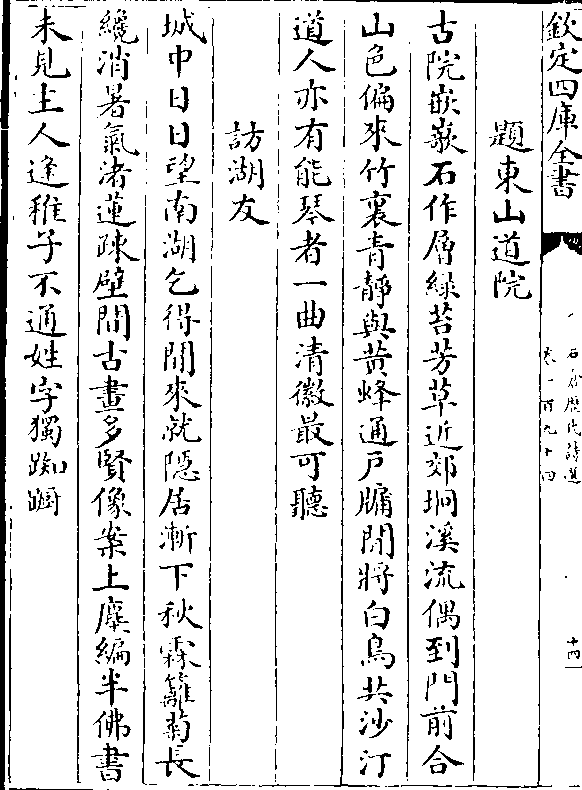 欽定四庫全書
石倉歷代詩選
卷一百九十四
十四
題東山道院
古院嵌嶔石作層綠苔芳草近郊坰溪流偶到門前合
山色偏來竹裏青靜與黃蜂通戶牖閒將白鳥共沙汀
道人亦有能琴者一曲清徽最可聽
訪湖友
城中日日望南湖乞得閒來就隱居漸下秋霖籬菊長
纔消暑氣渚蓮疎壁間古畫多賢像案上塵編半佛書
未見主人逢稚子不通姓字獨踟蹰